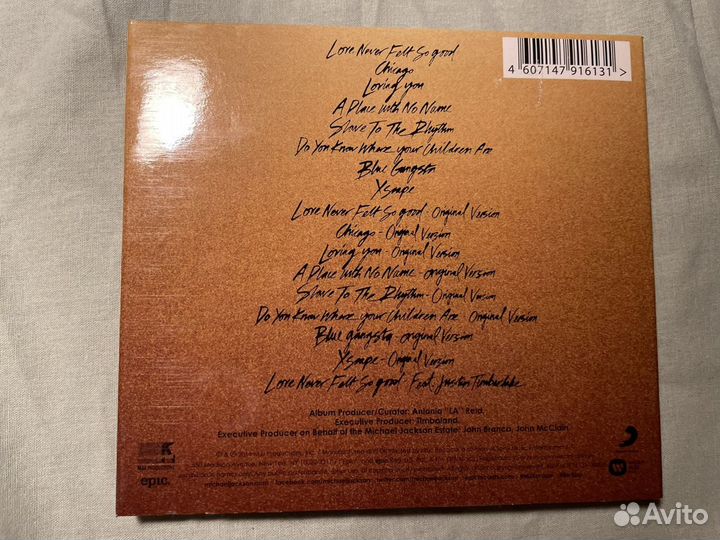 Love Never Felt So Good
Chicago
Loving You
A Place With No Name
Slave To The Rhythm
Do You Know Where Your Children Are
Blue Gangsta
Xscape
Love Never Felt So Good - Original Version
Chicago - Original Version
Loving You - Original Version
A Place With No Name - Original Version
Slave To The Rhythm - Original Version
Do You Know Where Your Children Are - Original Version
Blue Gangsta - Original Version
Xscape - Original Version
Love Never Felt So Good - Feat. Justin Timberlake
4 607147 916131 >
Album Producer/Curator: Antonio "LA" Reid.
Executive Producer: Timbaland.
Executive Producer on Behalf of the Michael Jackson Estate: John Branca, John McClain.
epic
Avito